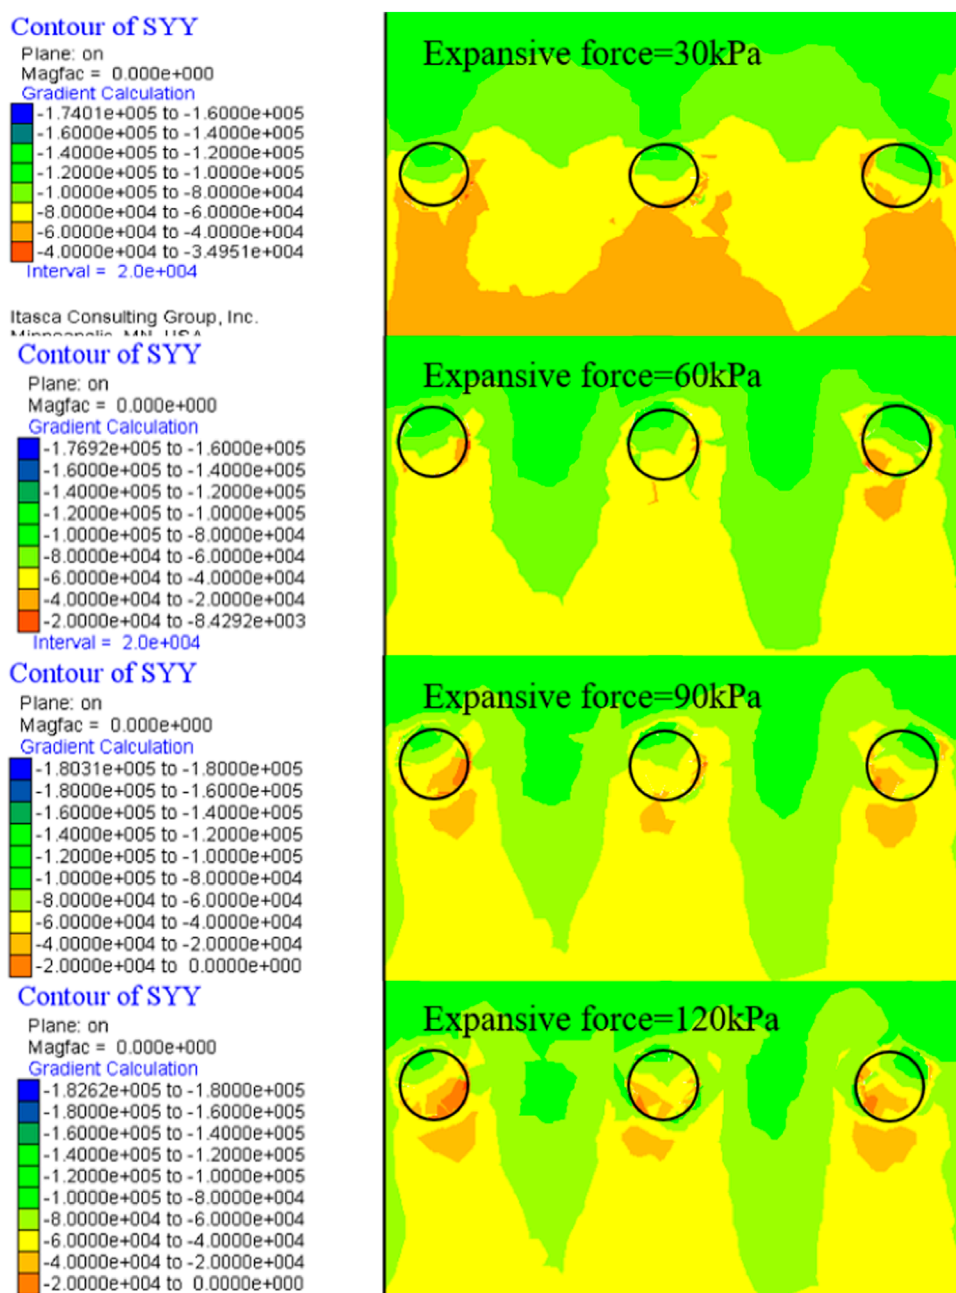 Contour of SYY
Plane: on
Magfac = 0.000e+000
Gradient Calculation
-1.7401e+005 to -1.6000e+005
-1.6000e+005 to -1.4000e+005
-1.4000e+005 to -1.2000e+005
-1.2000e+005 to -1.0000e+005
-1.0000e+005 to -8.0000e+004
-8.0000e+004 to -6.0000e+004
-6.0000e+004 to -4.0000e+004
-4.0000e+004 to -3.4951e+004
Interval = 2.0e+004
Itasca Consulting Group, Inc.
Minneapolis, MN USA
Expansive force=30kPa
Contour of SYY
Plane: on
Magfac = 0.000e+000
Gradient Calculation
-1.7692e+005 to -1.6000e+005
-1.6000e+005 to -1.4000e+005
-1.4000e+005 to -1.2000e+005
-1.2000e+005 to -1.0000e+005
-1.0000e+005 to -8.0000e+004
-8.0000e+004 to -6.0000e+004
-6.0000e+004 to -4.0000e+004
-4.0000e+004 to -2.0000e+004
-2.0000e+004 to -8.4292e+003
Interval = 2.0e+004
Expansive force=60kPa
Contour of SYY
Plane: on
Magfac = 0.000e+000
Gradient Calculation
-1.8031e+005 to -1.8000e+005
-1.8000e+005 to -1.6000e+005
-1.6000e+005 to -1.4000e+005
-1.4000e+005 to -1.2000e+005
-1.2000e+005 to -1.0000e+005
-1.0000e+005 to -8.0000e+004
-8.0000e+004 to -6.0000e+004
-6.0000e+004 to -4.0000e+004
-4.0000e+004 to -2.0000e+004
-2.0000e+004 to 0.0000e+000
Expansive force=90kPa
Contour of SYY
Plane: on
Magfac = 0.000e+000
Gradient Calculation
-1.8262e+005 to -1.8000e+005
-1.8000e+005 to -1.6000e+005
-1.6000e+005 to -1.4000e+005
-1.4000e+005 to -1.2000e+005
-1.2000e+005 to -1.0000e+005
-1.0000e+005 to -8.0000e+004
-8.0000e+004 to -6.0000e+004
-6.0000e+004 to -4.0000e+004
-4.0000e+004 to -2.0000e+004
-2.0000e+004 to 0.0000e+000
Expansive force=120kPa